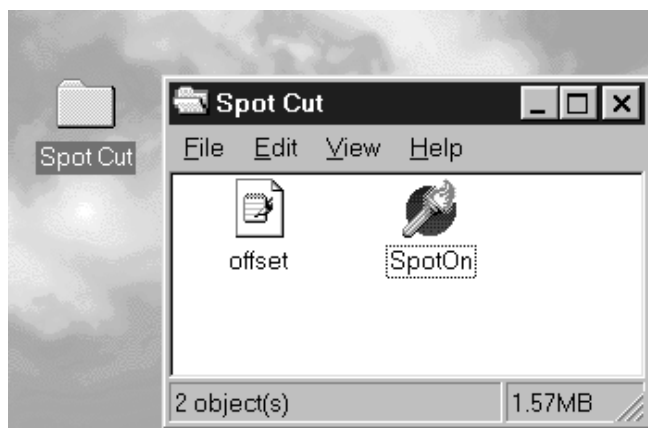 Spot Cut
Spot Cut
File Edit View Help
offset SpotOn
2 object(s) 1.57MB